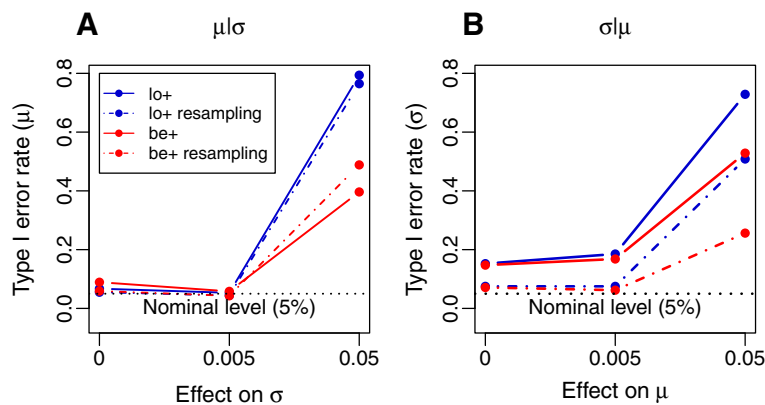 A
μ|σ
Type I error rate (μ)
0.0
0.2
0.4
0.6
0.8
lo+
lo+ resampling
be+
be+ resampling
Nominal level (5%)
0
0.005
0.05
Effect on σ
B
σ|μ
Type I error rate (σ)
0.0
0.2
0.4
0.6
0.8
Nominal level (5%)
0
0.005
0.05
Effect on μ